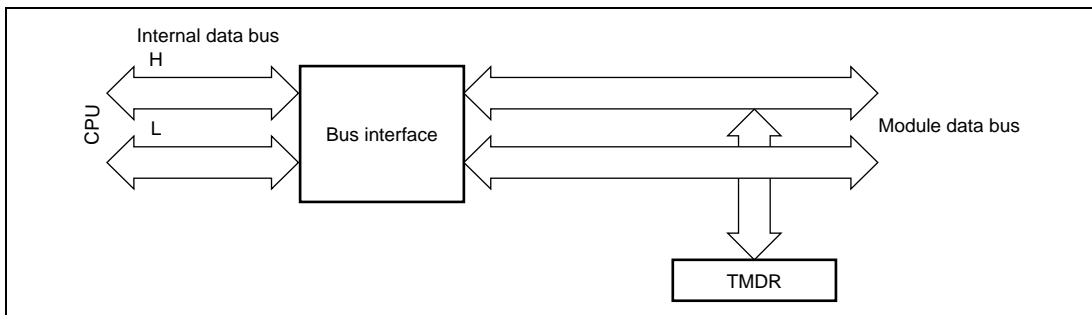 Internal data bus
H
CPU
L
Bus interface
Module data bus
TMDR